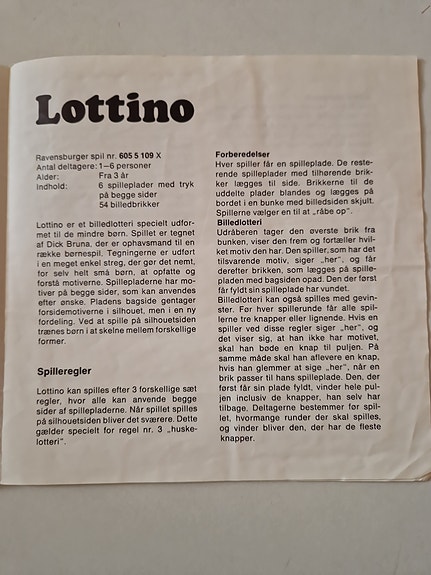 Lottino
Ravensburger spil nr. 605 5 109 X
Antal deltagere: 1–6 personer
Alder: Fra 3 år
Indhold: 6 spilleplader med tryk
på begge sider
54 billedbrikker
Lottino er et billedlotteri specielt udfor-
met til de mindre børn. Spillet er tegnet
af Dick Bruna, der er ophavsmand til en
række børnespil. Tegningerne er udført
i en meget enkel streg, der gør det nemt,
for selv helt små børn, at opfatte og
forstå motiverne. Spillepladerne har mo-
tiver på begge sider, som kan anvendes
efter ønske. Pladens bagside gentager
forsidemotiverne i silhouet, men i en ny
fordeling. Ved at spille på silhouetsiden
trænes børn i at skelne mellem forskellige
former.
Spilleregler
Lottino kan spilles efter 3 forskellige sæt
regler, hvor alle kan anvende begge
sider af spillepladerne. Når spillet spilles
på silhouetsiden bliver det sværere. Dette
gælder specielt for regel nr. 3 „huske-
lotteri".
Forberedelser
Hver spiller får en spilleplade. De reste-
rende spilleplader med tilhørende brik-
ker lægges til side. Brikkerne til de
uddelte plader blandes og lægges på
bordet i en bunke med billedsiden skjult.
Spillerne vælger en til at „råbe op".
Billedlotteri
Udråberen tager den øverste brik fra
bunken, viser den frem og fortæller hvil-
ket motiv den har. Den spiller, som har det
tilsvarende motiv, siger „her", og får
derefter brikken, som lægges på spille-
pladen med bagsiden opad. Den der først
får fyldt sin spilleplade har vundet.
Billedlotteri kan også spilles med gevin-
ster. Før hver spillerunde får alle spil-
lerne tre knapper eller lignende. Hvis en
spiller ved disse regler siger „her", og
det viser sig, at han ikke har motivet,
skal han bøde en knap til puljen. På
samme måde skal han aflevere en knap,
hvis han glemmer at sige „her", når en
brik passer til hans spilleplade. Den, der
først får sin plade fyldt, vinder hele pul-
jen inclusiv de knapper, han selv har
tilbage. Deltagerne bestemmer før spil-
let, hvormange runder der skal spilles,
og vinder bliver den, der har de fleste
knapper.